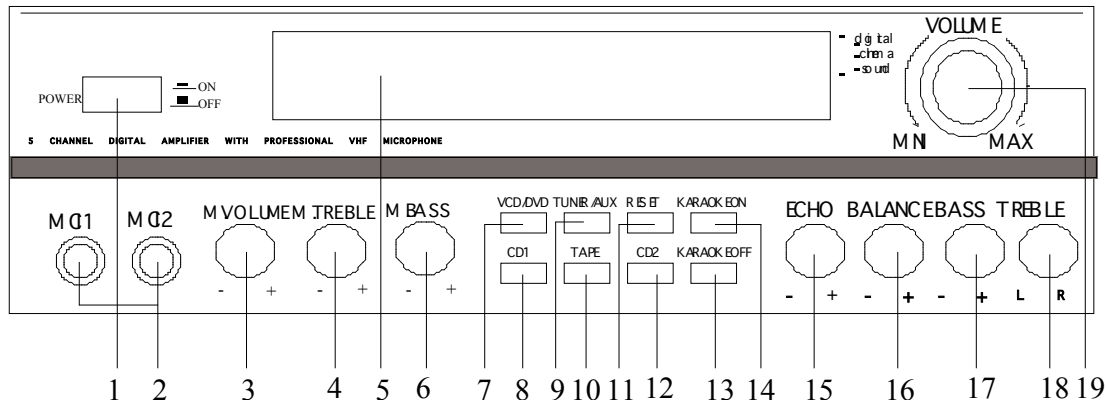 VOLUME
digital
cinema
sound
POWER
ON
OFF
5 CHANNEL DIGITAL AMPLIFIER WITH PROFESSIONAL VHF MICROPHONE
MINI MAX
MIC1 MIC2 M VOLUME M.TREBLE M BASS
VCD/DVD TUNER/AUX RESET KARAOKE ON
ECHO BALANCE BASS TREBLE
CD1 TAPE CD2 KARAOKE OFF
- + - + - +
- + - + - + L R
1 2 3 4 5 6 7 8 9 10 11 12 13 14 15 16 17 18 19